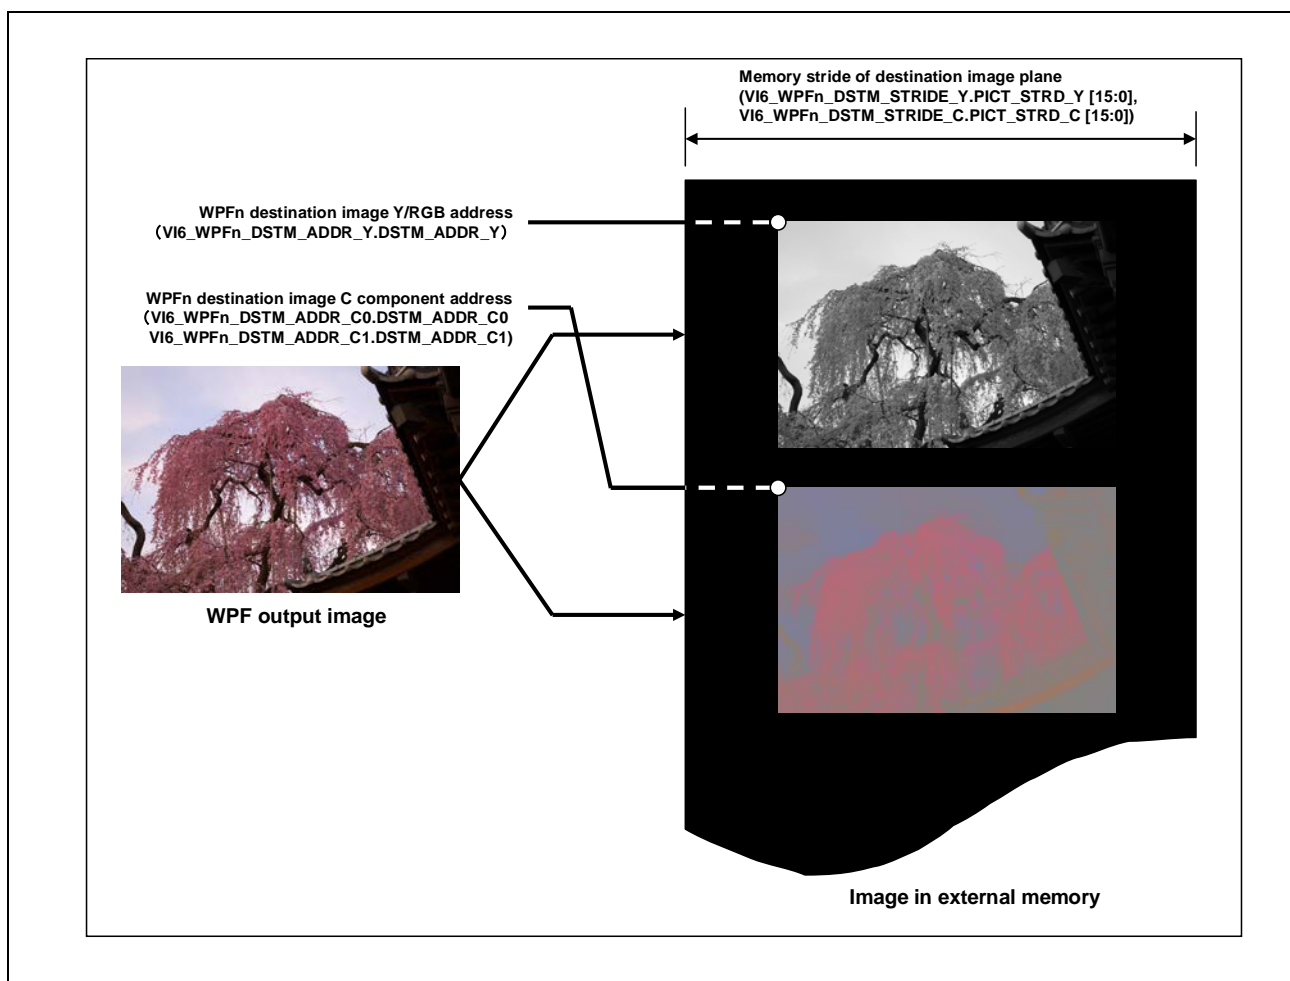 Memory stride of destination image plane
(VI6_WPFn_DSTM_STRIDE_Y.PICT_STRD_Y [15:0],
VI6_WPFn_DSTM_STRIDE_C.PICT_STRD_C [15:0])
WPFn destination image Y/RGB address
（VI6_WPFn_DSTM_ADDR_Y.DSTM_ADDR_Y）
WPFn destination image C component address
（VI6_WPFn_DSTM_ADDR_C0.DSTM_ADDR_C0
VI6_WPFn_DSTM_ADDR_C1.DSTM_ADDR_C1)
WPF output image
Image in external memory